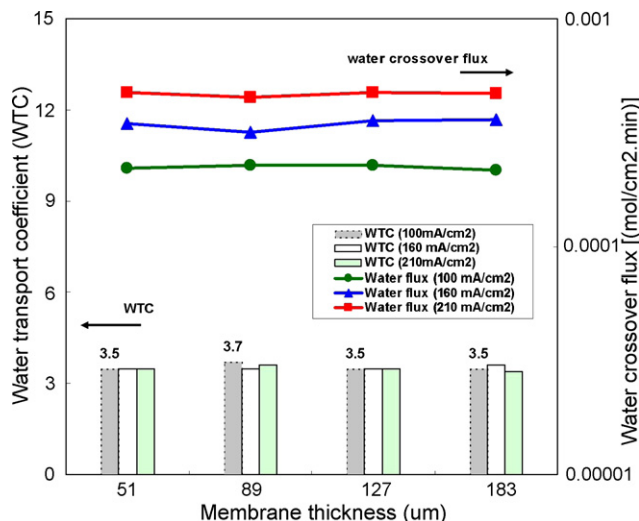 15
12
9
6
3
0
Water transport coefficient (WTC)
0.001
0.0001
0.00001
Water crossover flux [(mol/cm2.min)]
water crossover flux
WTC (100mA/cm2)
WTC (160 mA/cm2)
WTC (210mA/cm2)
Water flux (100 mA/cm2)
Water flux (160 mA/cm2)
Water flux (210 mA/cm2)
WTC
3.5
3.7
3.5
3.5
51
89
127
183
Membrane thickness (um)